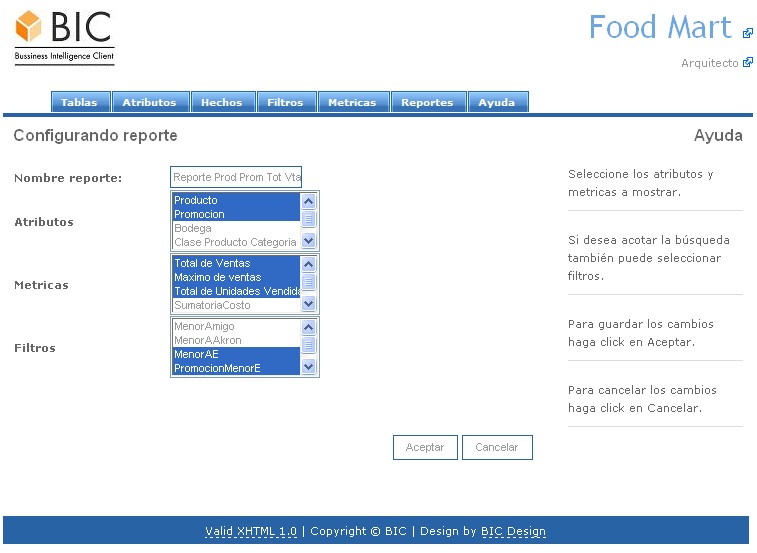 BIC
Bussiness Intelligence Client
Food Mart
Arquitecto
Tablas Atributos Hechos Filtros Metricas Reportes Ayuda
Configurando reporte
Nombre reporte: Reporte Prod Prom Tot Vta
Atributos
Producto
Promocion
Bodega
Clase Producto Categoria
Metricas
Total de Ventas
Maximo de ventas
Total de Unidades Vendida
SumatoriaCosto
Filtros
MenorAmigo
MenorAAkron
MenorAE
PromocionMenorE
Aceptar Cancelar
Ayuda
Seleccione los atributos y
metricas a mostrar.
Si desea acotar la búsqueda
también puede seleccionar
filtros.
Para guardar los cambios
haga click en Aceptar.
Para cancelar los cambios
haga click en Cancelar.
Valid XHTML 1.0 | Copyright © BIC | Design by BIC Design